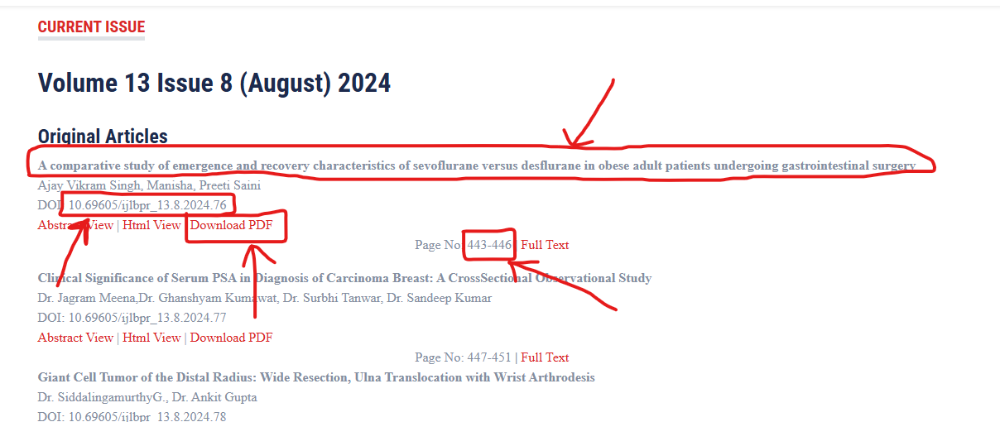 CURRENT ISSUE
Volume 13 Issue 8 (August) 2024
Original Articles
A comparative study of emergence and recovery characteristics of sevoflurane versus desflurane in obese adult patients undergoing gastrointestinal surgery
Ajay Vikram Singh, Manisha, Preeti Saini
DOI: 10.69605/ijlbpr_13.8.2024.76
Abstract View | Html View | Download PDF
Page No: 443-446 | Full Text
Clinical Significance of Serum PSA in Diagnosis of Carcinoma Breast: A CrossSectional Observational Study
Dr. Jagram Meena,Dr. Ghanshyam Kumawat, Dr. Surbhi Tanwar, Dr. Sandeep Kumar
DOI: 10.69605/ijlbpr_13.8.2024.77
Abstract View | Html View | Download PDF
Page No: 447-451 | Full Text
Giant Cell Tumor of the Distal Radius: Wide Resection, Ulna Translocation with Wrist Arthrodesis
Dr. SiddalingamurthyG., Dr. Ankit Gupta
DOI: 10.69605/ijlbpr_13.8.2024.78